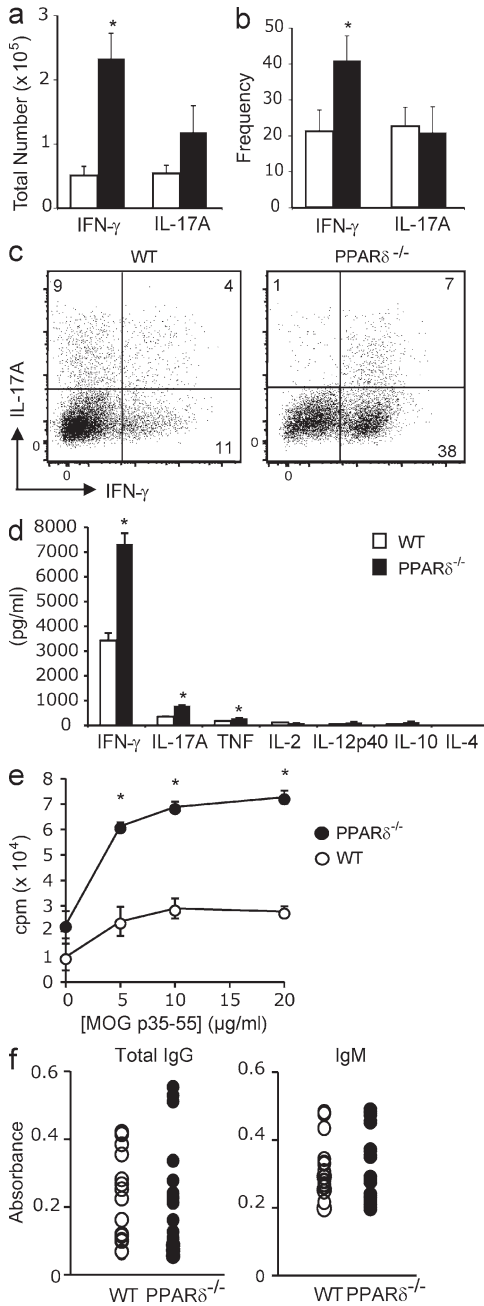 a
b
Total Number (x 10⁵)
3
2
1
0
*
IFN-γ
IL-17A
Frequency
50
40
30
20
10
0
*
IFN-γ
IL-17A
c
WT
PPARδ⁻/⁻
9
4
11
0
0
1
7
38
0
0
IL-17A
IFN-γ
d
(pg/ml)
8000
7000
6000
5000
4000
3000
2000
1000
0
*
*
*
WT
PPARδ⁻/⁻
IFN-γ
IL-17A
TNF
IL-2
IL-12p40
IL-10
IL-4
e
cpm (x 10⁴)
8
7
6
5
4
3
2
1
0
*
*
*
PPARδ⁻/⁻
WT
0
5
10
15
20
[MOG p35-55] (μg/ml)
f
Total IgG
IgM
Absorbance
0.6
0.4
0.2
0
WT PPARδ⁻/⁻
0.6
0.4
0.2
0
WT PPARδ⁻/⁻